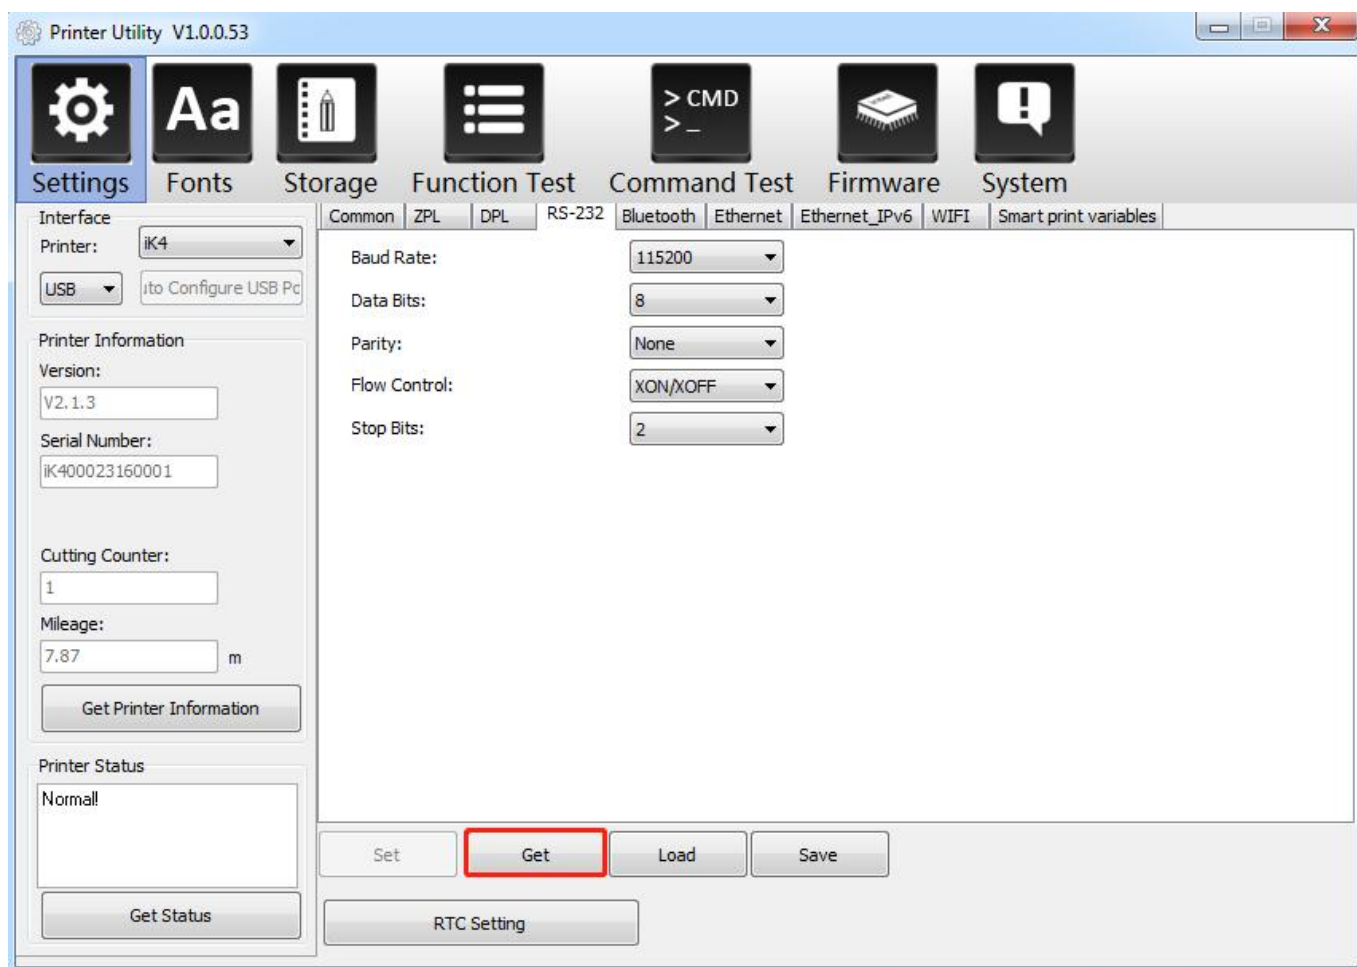 Printer Utility V1.0.0.53
X
Aa
> CMD
>_
Settings Fonts Storage Function Test Command Test Firmware System
Interface
Common ZPL DPL RS-232 Bluetooth Ethernet Ethernet_IPv6 WIFI Smart print variables
Printer: iK4
USB ito Configure USB Pc
Printer Information
Version:
V2.1.3
Serial Number:
iK400023160001
Cutting Counter:
1
Mileage:
7.87 m
Get Printer Information
Printer Status
Normal!
Get Status
Baud Rate: 115200
Data Bits: 8
Parity: None
Flow Control: XON/XOFF
Stop Bits: 2
Set Get Load Save
RTC Setting